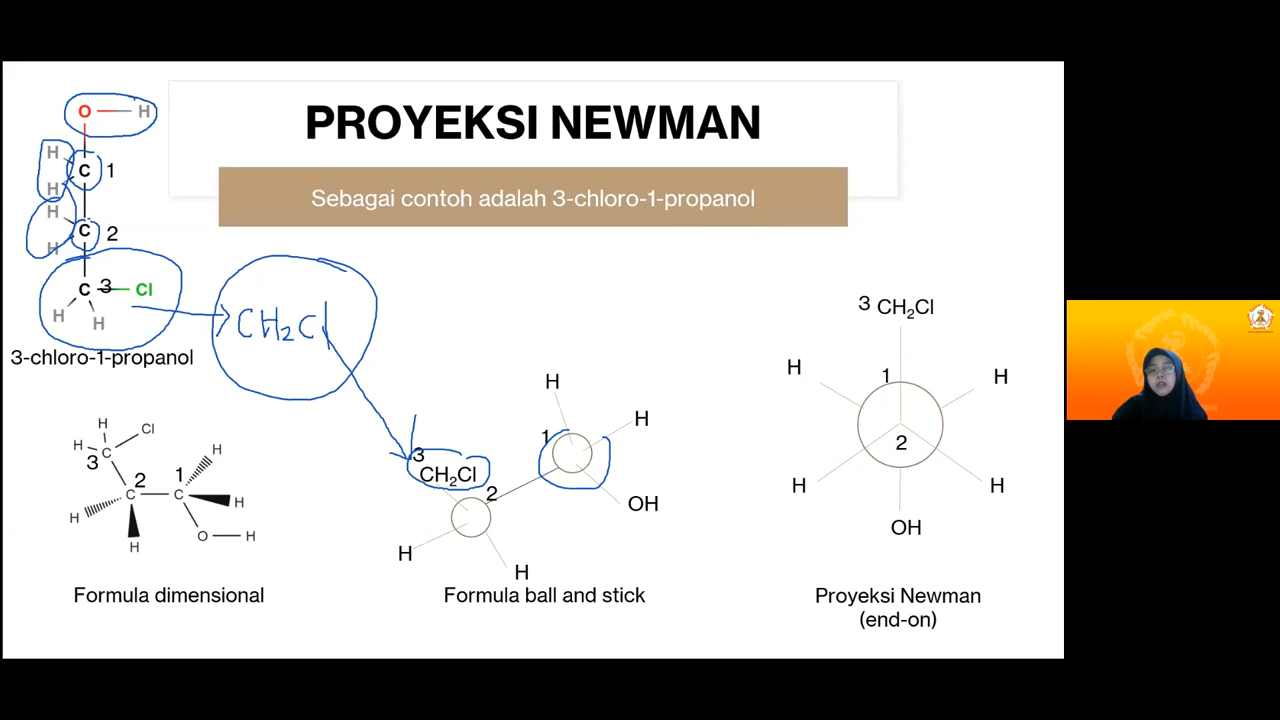 PROYEKSI NEWMAN
Sebagai contoh adalah 3-chloro-1-propanol
O H
H
C 1
H
H
C 2
H
C 3 Cl
H H
3-chloro-1-propanol
CH₂Cl
H Cl
H C
3
2 1 H
C C
H
H
H
O H
Formula dimensional
H
H
1
3
CH₂Cl
2
OH
H
H
Formula ball and stick
3 CH₂Cl
H H
1
2
H H
OH
Proyeksi Newman
(end-on)